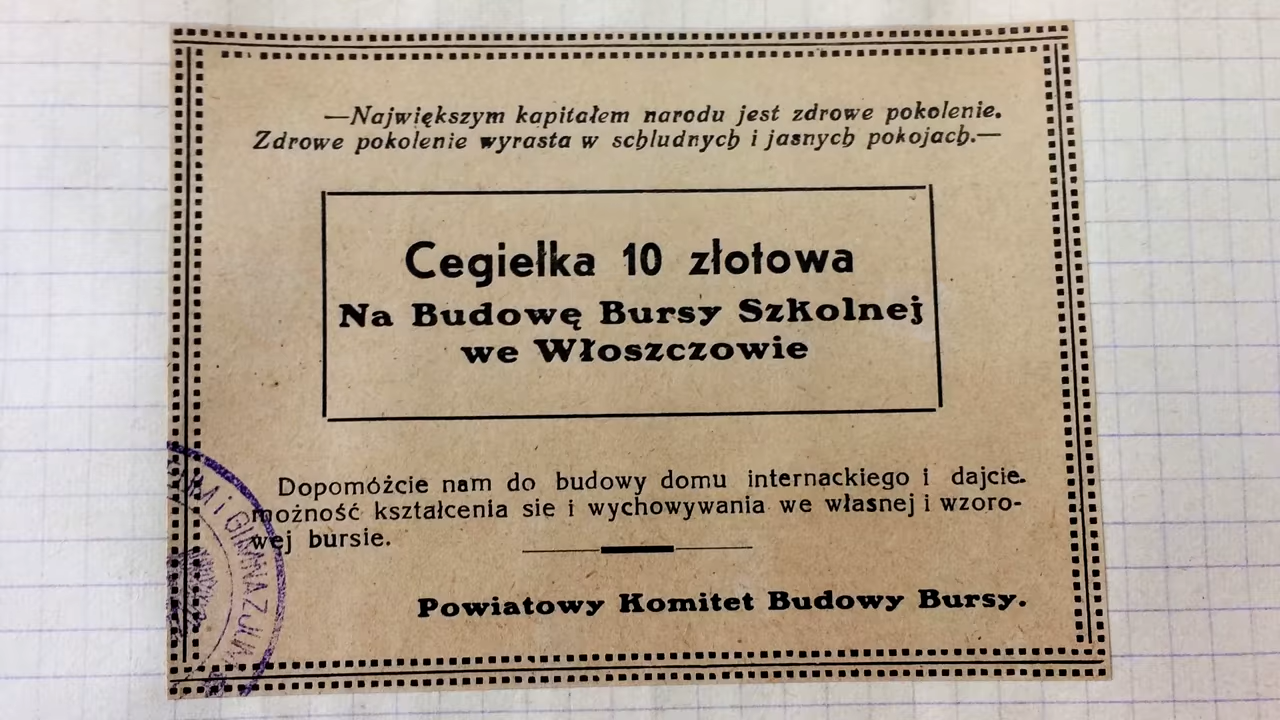 —Największym kapitałem narodu jest zdrowe pokolenie.
Zdrowe pokolenie wyrasta w schludnych i jasnych pokojach.—
Cegiełka 10 złotowa
Na Budowę Bursy Szkolnej
we Włoszczowie
Dopomóżcie nam do budowy domu internackiego i dajcie
możność kształcenia sie i wychowywania we własnej i wzoro-
wej bursie.
Powiatowy Komitet Budowy Bursy.